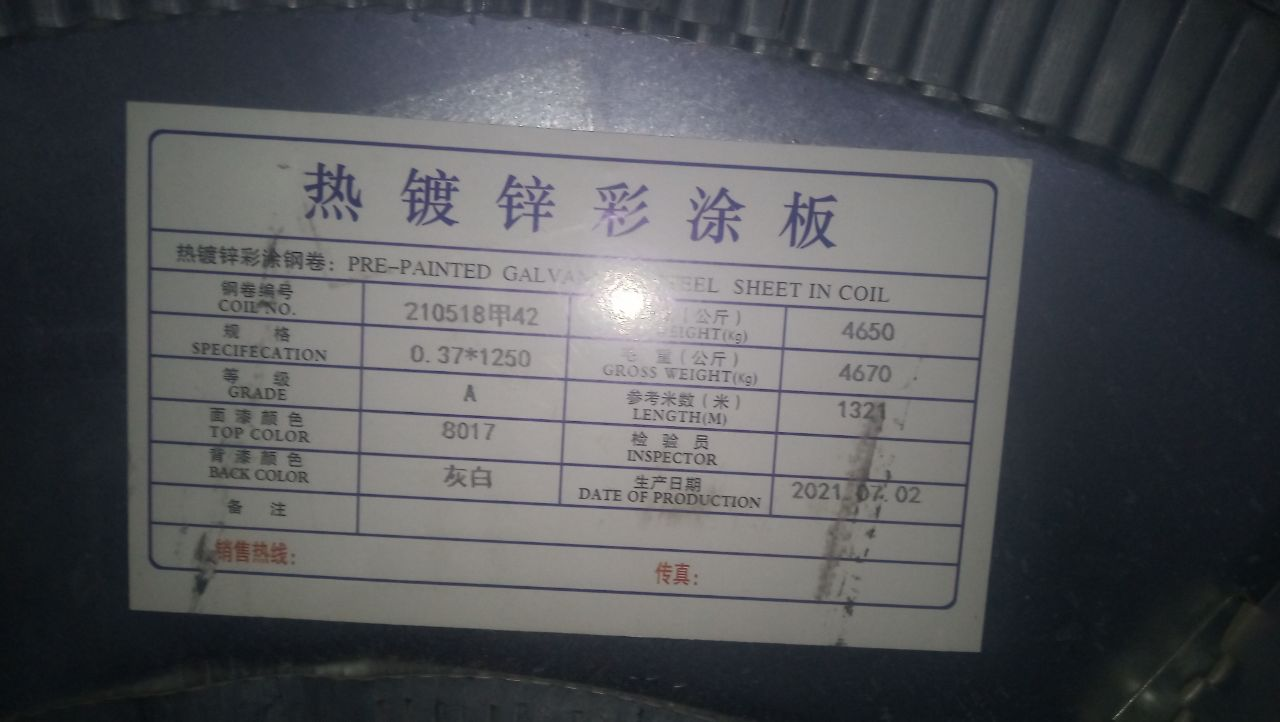 热镀锌彩涂板
热镀锌彩涂钢卷: PRE-PAINTED GALVA EEL SHEET IN COIL
钢卷编号 COIL NO. 210518甲42 (公斤) EIGHT(Kg) 4650
规 格 SPECIFECATION 0.37*1250 毛 重(公斤) GROSS WEIGHT(Kg) 4670
等 级 GRADE A 参考米数(米) LENGTH(M) 1321
面漆颜色 TOP COLOR 8017 检验员 INSPECTOR
背漆颜色 BACK COLOR 灰白 生产日期 DATE OF PRODUCTION 2021.07.02
备 注
销售热线: 传真: